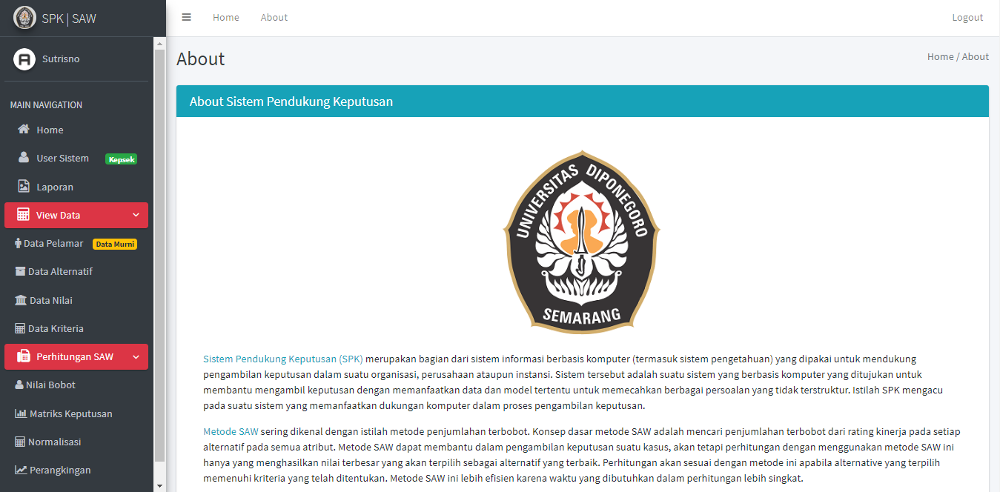 SPK | SAW
Home
About
Logout
Sutrisno
MAIN NAVIGATION
Home
User Sistem Kepsek
Laporan
View Data
Data Pelamar Data Murni
Data Alternatif
Data Nilai
Data Kriteria
Perhitungan SAW
Nilai Bobot
Matriks Keputusan
Normalisasi
Perangkingan
About
Home / About
About Sistem Pendukung Keputusan
UNIVERSITAS DIPONEGORO
SEMARANG
Sistem Pendukung Keputusan (SPK) merupakan bagian dari sistem informasi berbasis komputer (termasuk sistem pengetahuan) yang dipakai untuk mendukung
pengambilan keputusan dalam suatu organisasi, perusahaan ataupun instansi. Sistem tersebut adalah suatu sistem yang berbasis komputer yang ditujukan untuk
membantu mengambil keputusan dengan memanfaatkan data dan model tertentu untuk memecahkan berbagai persoalan yang tidak terstruktur. Istilah SPK mengacu
pada suatu sistem yang memanfaatkan dukungan komputer dalam proses pengambilan keputusan.
Metode SAW sering dikenal dengan istilah metode penjumlahan terbobot. Konsep dasar metode SAW adalah mencari penjumlahan terbobot dari rating kinerja pada setiap
alternatif pada semua atribut. Metode SAW dapat membantu dalam pengambilan keputusan suatu kasus, akan tetapi perhitungan dengan menggunakan metode SAW ini
hanya yang menghasilkan nilai terbesar yang akan terpilih sebagai alternatif yang terbaik. Perhitungan akan sesuai dengan metode ini apabila alternative yang terpilih
memenuhi kriteria yang telah ditentukan. Metode SAW ini lebih efisien karena waktu yang dibutuhkan dalam perhitungan lebih singkat.